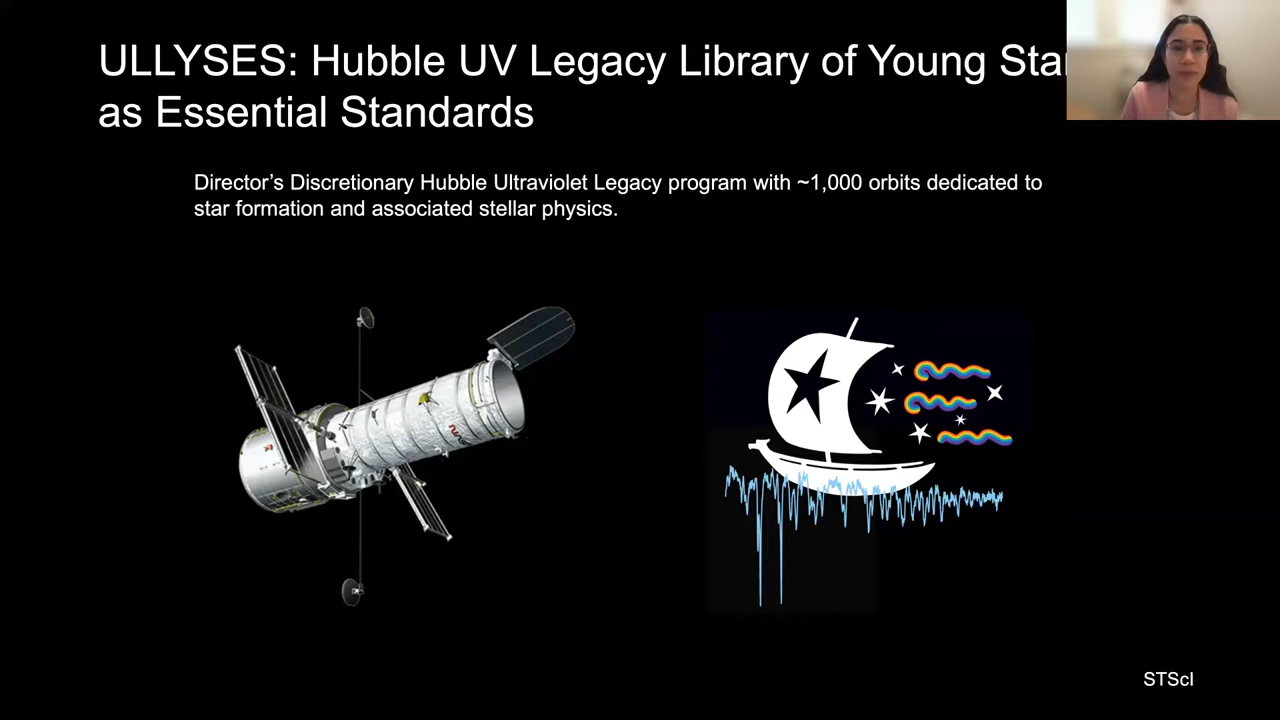 ULLYSES: Hubble UV Legacy Library of Young
as Essential Standards
Director’s Discretionary Hubble Ultraviolet Legacy program with ~1,000 orbits dedicated to
star formation and associated stellar physics.
STScI